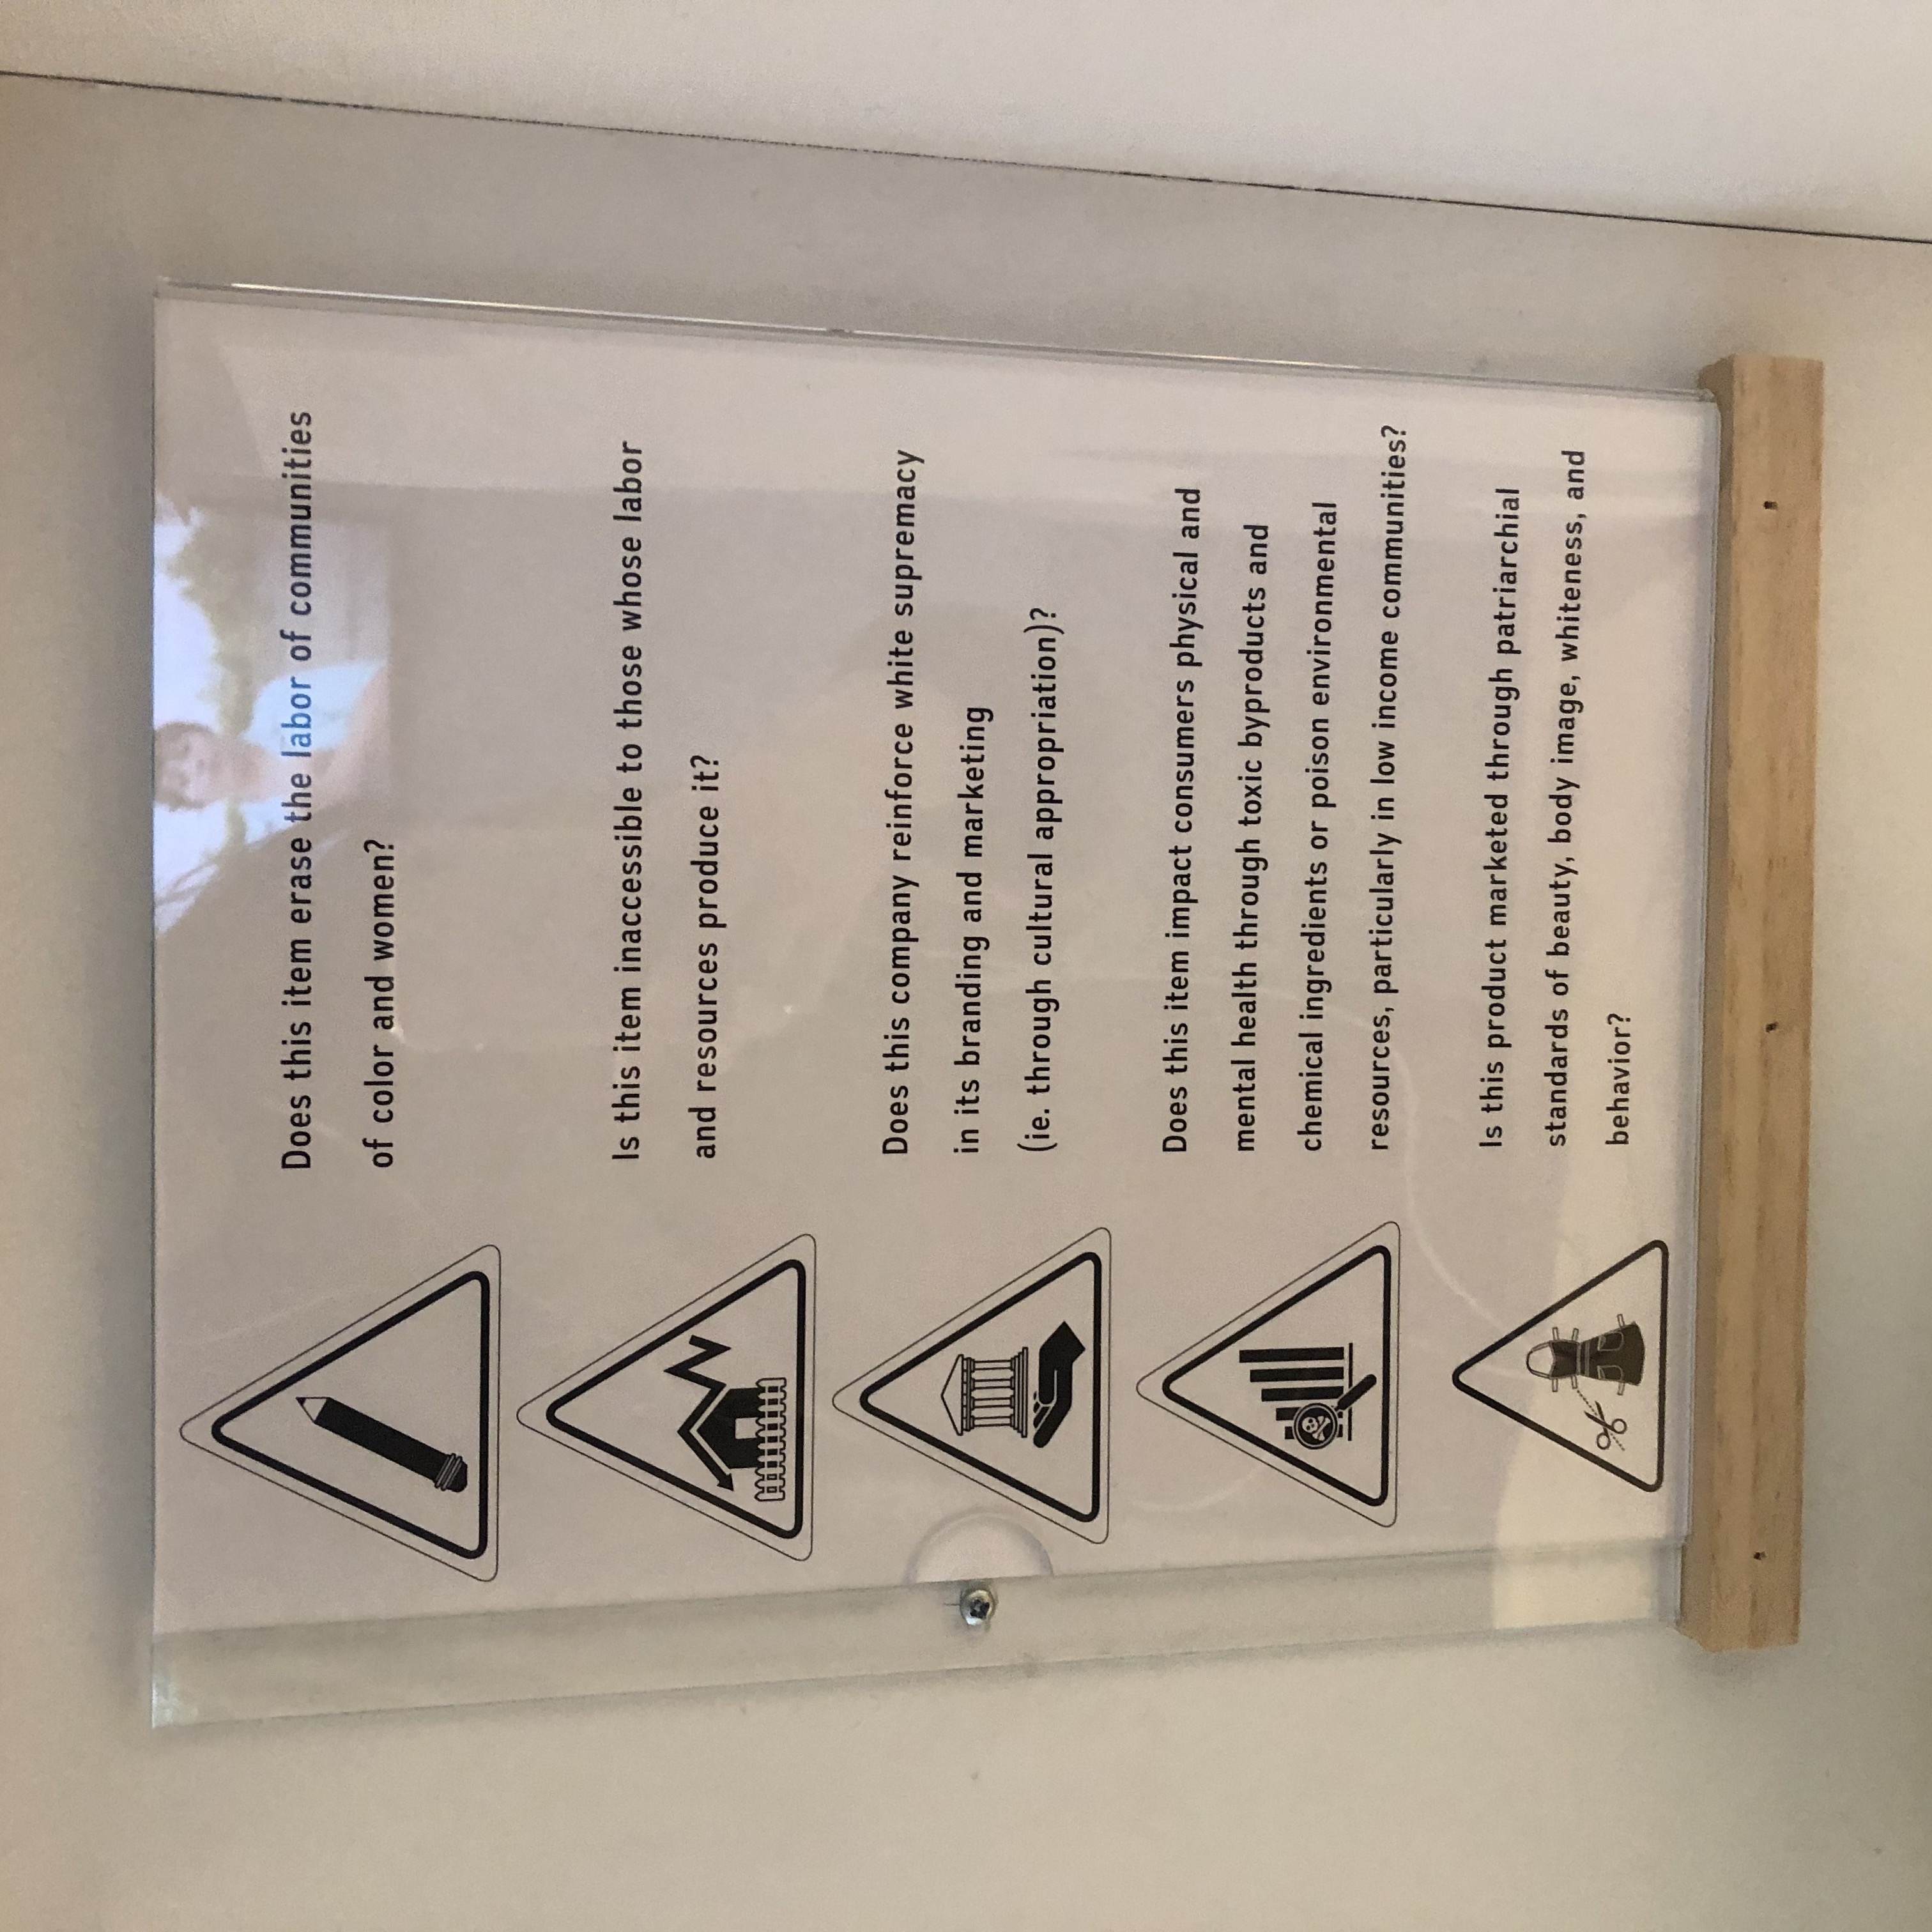 Does this item erase the labor of communities
of color and women?
Is this item inaccessible to those whose labor
and resources produce it?
Does this company reinforce white supremacy
in its branding and marketing
(ie. through cultural appropriation)?
Does this item impact consumers physical and
mental health through toxic byproducts and
chemical ingredients or poison environmental
resources, particularly in low income communities?
Is this product marketed through patriarchial
standards of beauty, body image, whiteness, and
behavior?